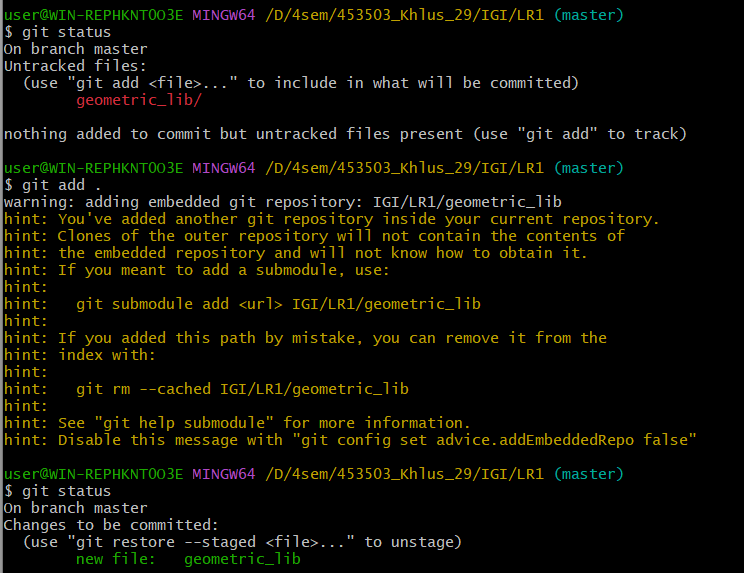 user@WIN-REPHKNT0O3E MINGW64 /D/4sem/453503_Khlus_29/IGI/LR1 (master)
$ git status
On branch master
Untracked files:
  (use "git add <file>..." to include in what will be committed)
        geometric_lib/

nothing added to commit but untracked files present (use "git add" to track)

user@WIN-REPHKNT0O3E MINGW64 /D/4sem/453503_Khlus_29/IGI/LR1 (master)
$ git add .
warning: adding embedded git repository: IGI/LR1/geometric_lib
hint: You've added another git repository inside your current repository.
hint: Clones of the outer repository will not contain the contents of
hint: the embedded repository and will not know how to obtain it.
hint: If you meant to add a submodule, use:
hint:
hint:   git submodule add <url> IGI/LR1/geometric_lib
hint:
hint: If you added this path by mistake, you can remove it from the
hint: index with:
hint:
hint:   git rm --cached IGI/LR1/geometric_lib
hint:
hint: See "git help submodule" for more information.
hint: Disable this message with "git config set advice.addEmbeddedRepo false"

user@WIN-REPHKNT0O3E MINGW64 /D/4sem/453503_Khlus_29/IGI/LR1 (master)
$ git status
On branch master
Changes to be committed:
  (use "git restore --staged <file>..." to unstage)
        new file:   geometric_lib